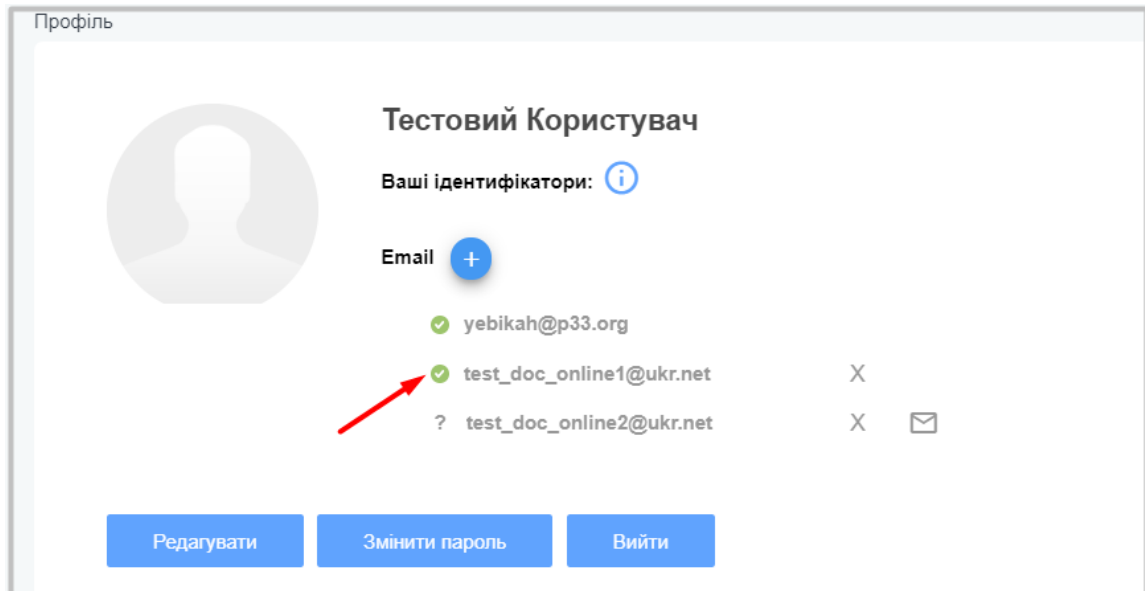 Профіль
Тестовий Користувач
Ваші ідентифікатори: i
Email +
yebikah@p33.org
test_doc_online1@ukr.net X
? test_doc_online2@ukr.net X
Редагувати Змінити пароль Вийти